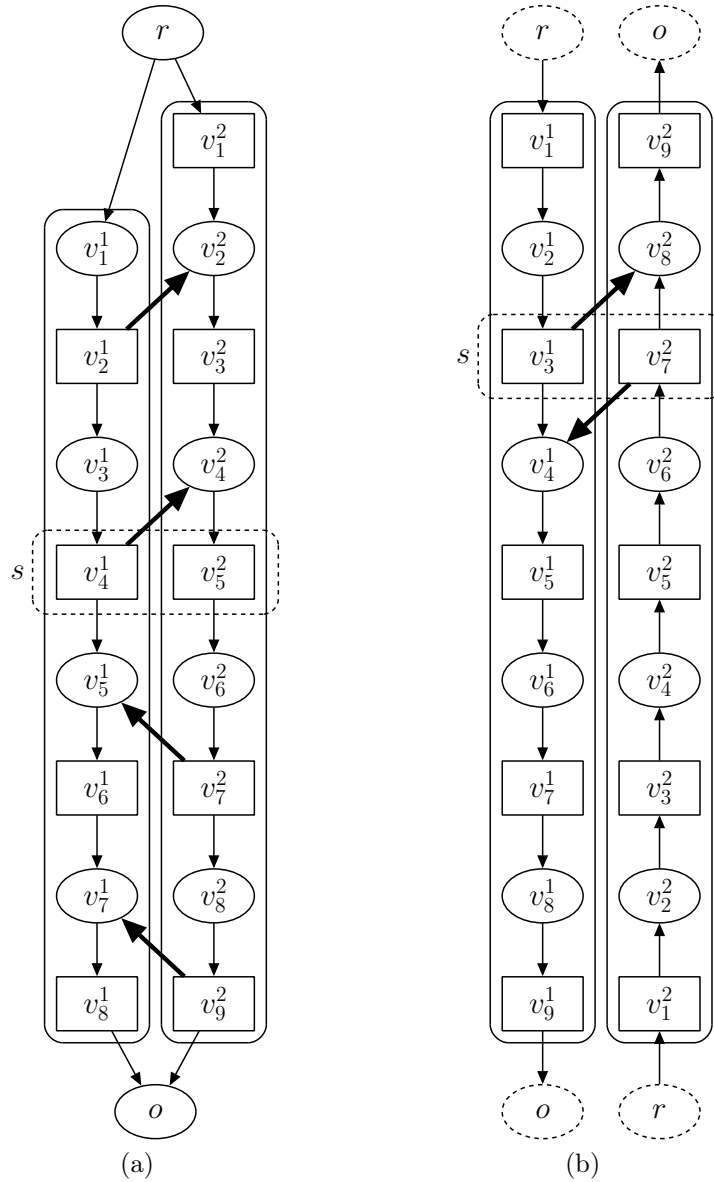 r r o
v_1^2 v_1^1 v_9^2
v_1^1 v_2^2 v_2^1 v_8^2
v_2^1 v_3^2 s v_3^1 v_7^2
v_3^1 v_4^2 v_4^1 v_6^2
s v_4^1 v_5^2 v_5^1 v_5^2
v_5^1 v_6^2 v_6^1 v_4^2
v_6^1 v_7^2 v_7^1 v_3^2
v_7^1 v_8^2 v_8^1 v_2^2
v_8^1 v_9^2 v_9^1 v_1^2
o o r
(a) (b)